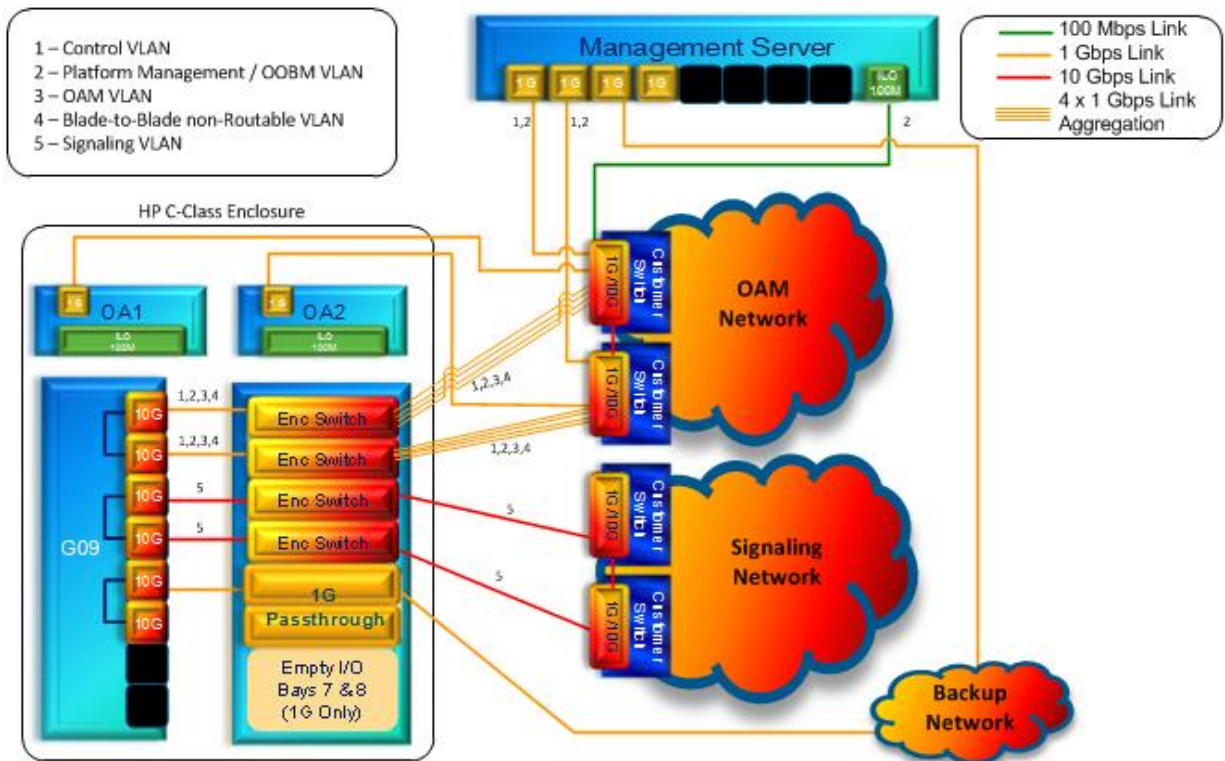 1 – Control VLAN
2 – Platform Management / OOBM VLAN
3 – OAM VLAN
4 – Blade-to-Blade non-Routable VLAN
5 – Signaling VLAN
Management Server
1G
1G
1G
1G
ILO
100M
100 Mbps Link
1 Gbps Link
10 Gbps Link
4 x 1 Gbps Link
Aggregation
1,2
1,2
2
HP C-Class Enclosure
1G
OA1
ILO
100M
1G
OA2
ILO
100M
1G/10G
Customer
Switch
OAM
Network
1G/10G
Customer
Switch
1,2,3,4
1,2,3,4
G09
10G
10G
10G
10G
10G
10G
1,2,3,4
1,2,3,4
5
5
Enc Switch
Enc Switch
Enc Switch
Enc Switch
1G
Passthrough
Empty I/O
Bays 7 & 8
(1G Only)
5
5
1G/10G
Customer
Switch
1G/10G
Customer
Switch
Signaling
Network
Backup
Network